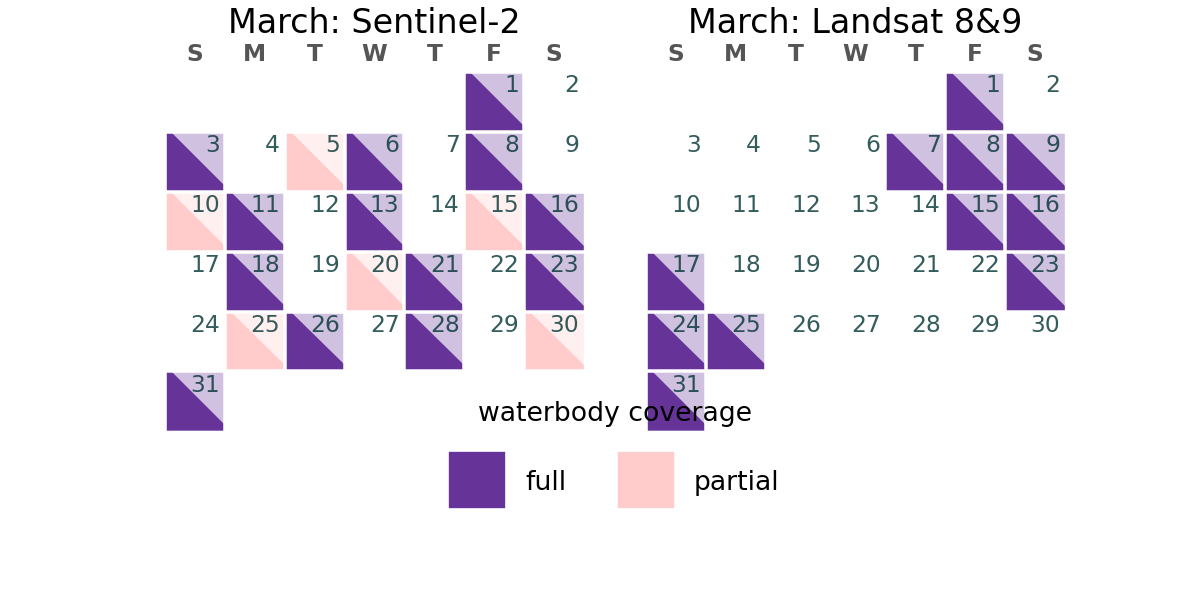 March: Sentinel-2
S M T W T F S
1 2
3 4 5 6 7 8 9
10 11 12 13 14 15 16
17 18 19 20 21 22 23
24 25 26 27 28 29 30
31
March: Landsat 8&9
S M T W T F S
1 2
3 4 5 6 7 8 9
10 11 12 13 14 15 16
17 18 19 20 21 22 23
24 25 26 27 28 29 30
31
waterbody coverage
full partial